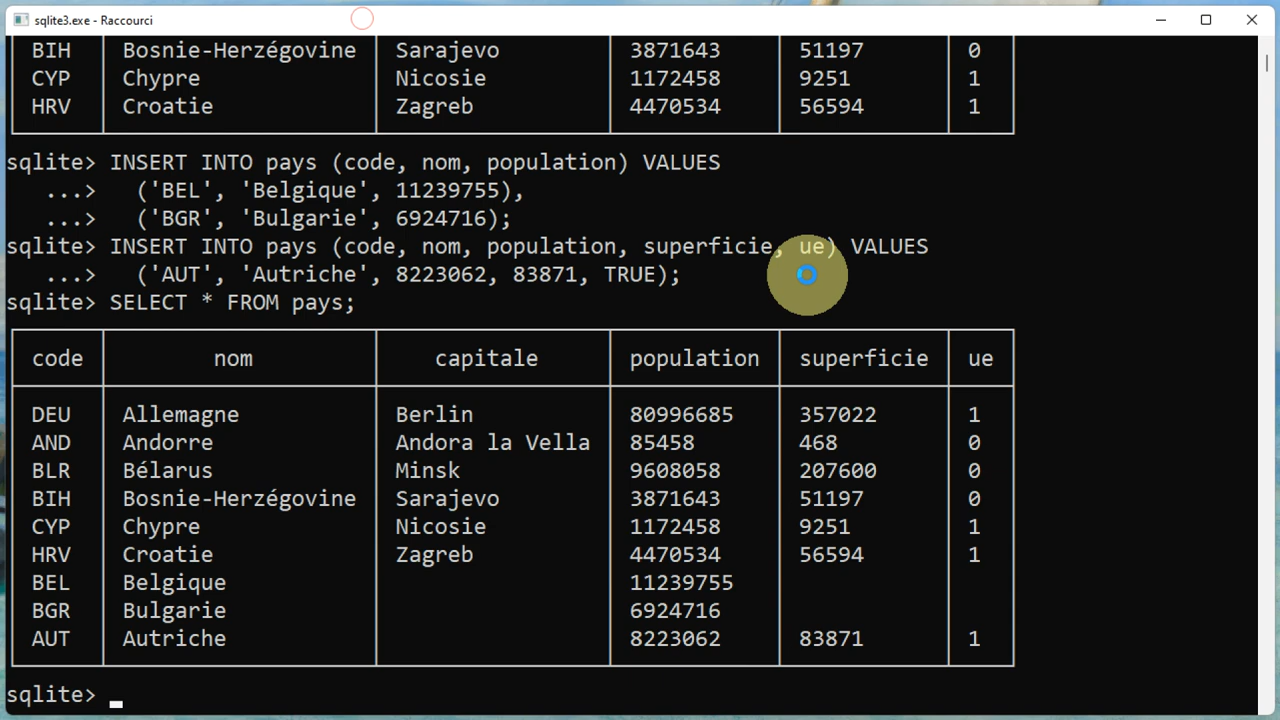 sqlite3.exe - Raccourci
BIH Bosnie-Herzégovine Sarajevo 3871643 51197 0
CYP Chypre Nicosie 1172458 9251 1
HRV Croatie Zagreb 4470534 56594 1
sqlite> INSERT INTO pays (code, nom, population) VALUES
...> ('BEL', 'Belgique', 11239755),
...> ('BGR', 'Bulgarie', 6924716);
sqlite> INSERT INTO pays (code, nom, population, superficie, ue) VALUES
...> ('AUT', 'Autriche', 8223062, 83871, TRUE);
sqlite> SELECT * FROM pays;
code nom capitale population superficie ue
DEU Allemagne Berlin 80996685 357022 1
AND Andorre Andora la Vella 85458 468 0
BLR Bélarus Minsk 9608058 207600 0
BIH Bosnie-Herzégovine Sarajevo 3871643 51197 0
CYP Chypre Nicosie 1172458 9251 1
HRV Croatie Zagreb 4470534 56594 1
BEL Belgique 11239755
BGR Bulgarie 6924716
AUT Autriche 8223062 83871 1
sqlite>